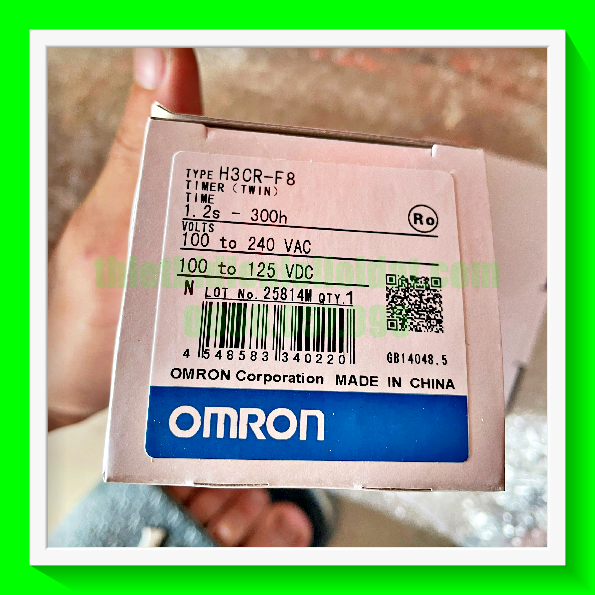 TYPE H3CR-F8
TIMER (TWIN)
TIME
1.2s - 300h
Ro
VOLTS
100 to 240 VAC
100 to 125 VDC
N LOT No. 25814M QTY.1
4 548583 340220
GB14048.5
OMRON Corporation MADE IN CHINA
OMRON